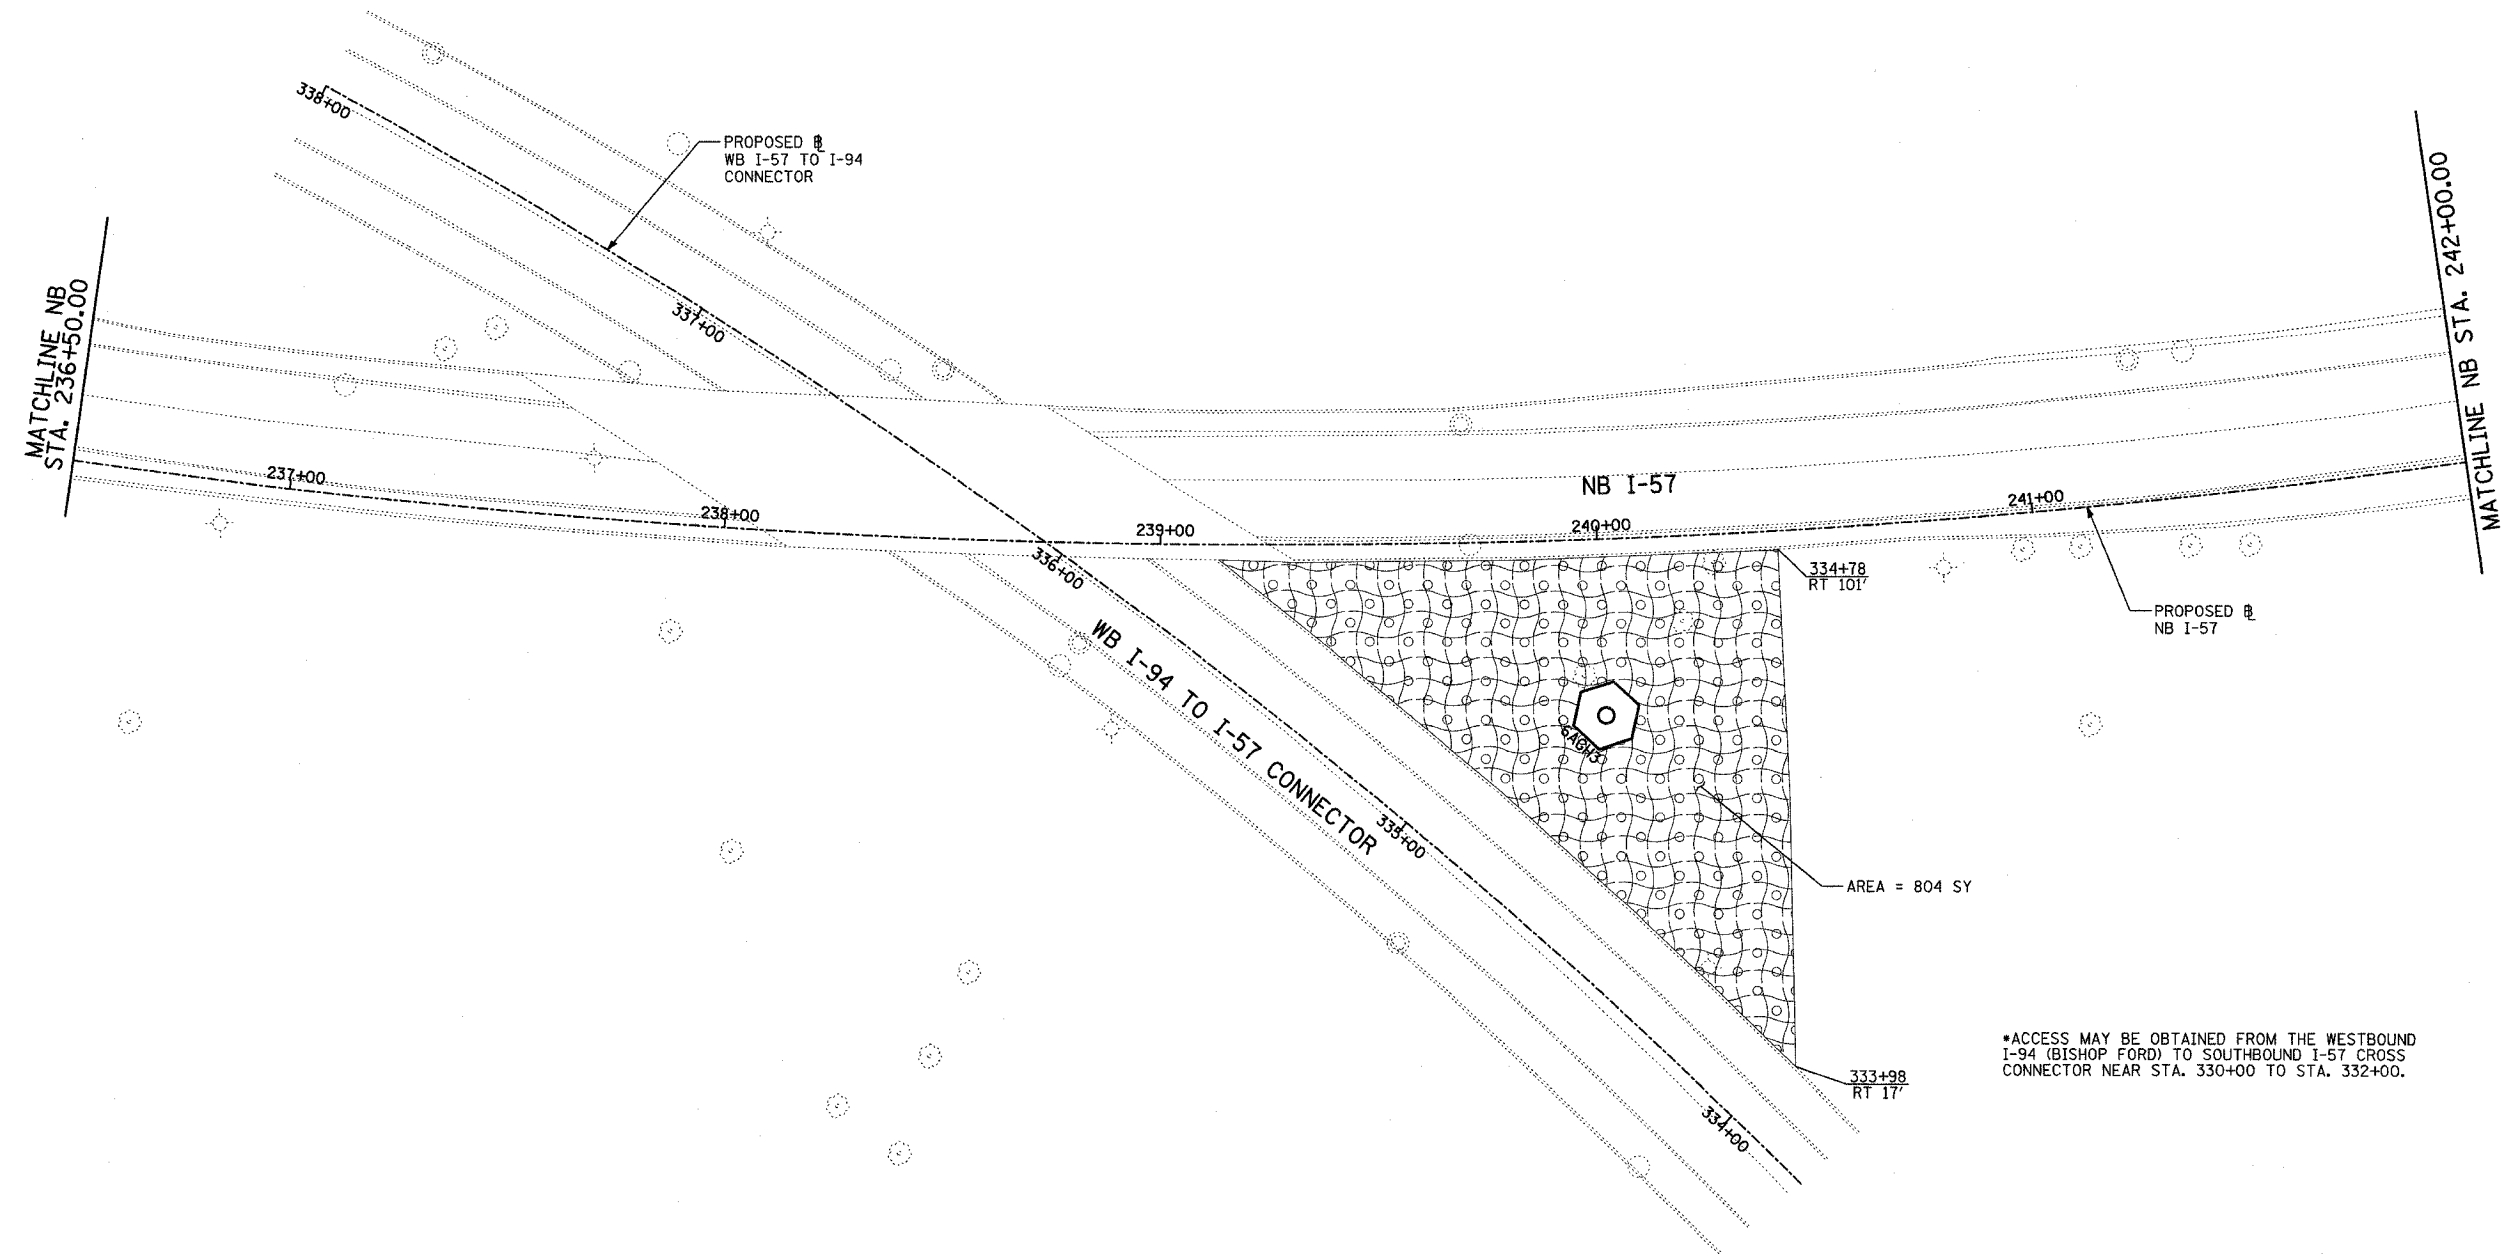 338+00
PROPOSED ℄
WB I-57 TO I-94
CONNECTOR
337+00
MATCHLINE NB
STA. 236+50.00
237+00
238+00
239+00
240+00
241+00
NB I-57
MATCHLINE NB STA. 242+00.00
336+00
334+78
RT 101'
PROPOSED ℄
NB I-57
WB I-94 TO I-57 CONNECTOR
335+00
AREA = 804 SY
333+98
RT 17'
334+00
*ACCESS MAY BE OBTAINED FROM THE WESTBOUND
I-94 (BISHOP FORD) TO SOUTHBOUND I-57 CROSS
CONNECTOR NEAR STA. 330+00 TO STA. 332+00.